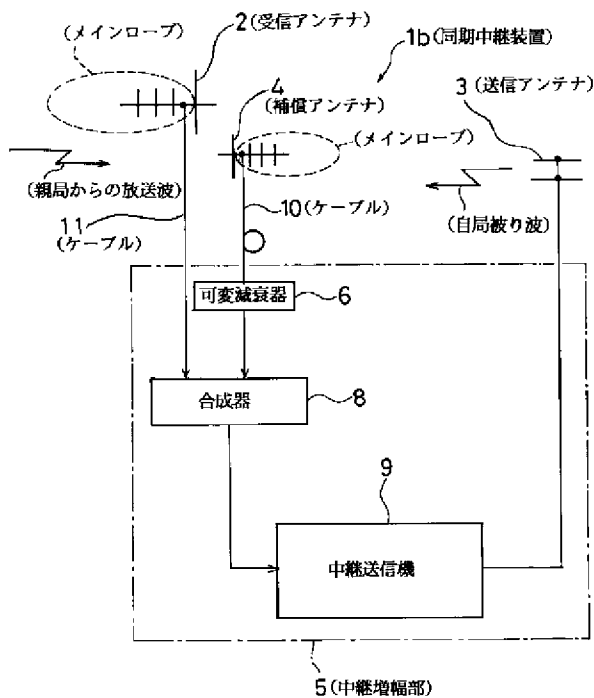 2(受信アンテナ)
(メインローブ)
1b(同期中継装置)
4
(補償アンテナ)
3(送信アンテナ)
(メインローブ)
(親局からの放送波)
11
(ケーブル)
10(ケーブル)
(自局被り波)
可変減衰器
6
合成器
8
9
中継送信機
5(中継増幅部)